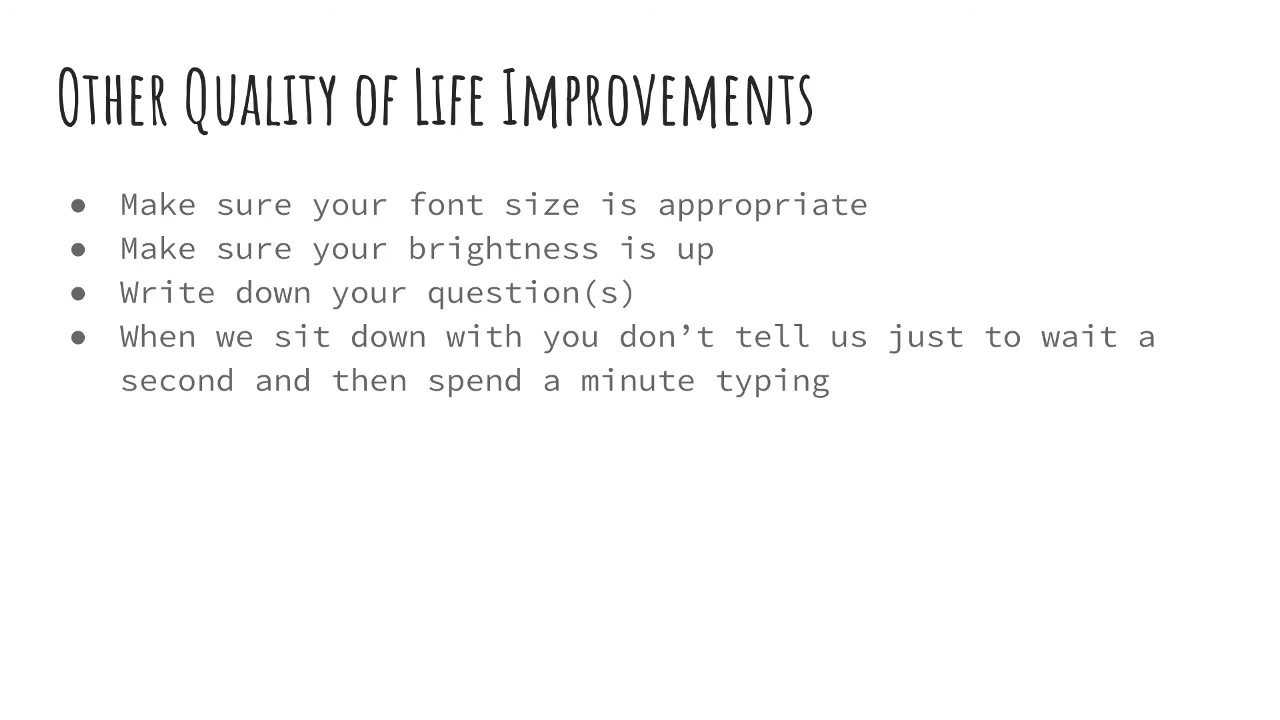 Other Quality of Life Improvements
● Make sure your font size is appropriate
● Make sure your brightness is up
● Write down your question(s)
● When we sit down with you don’t tell us just to wait a
second and then spend a minute typing